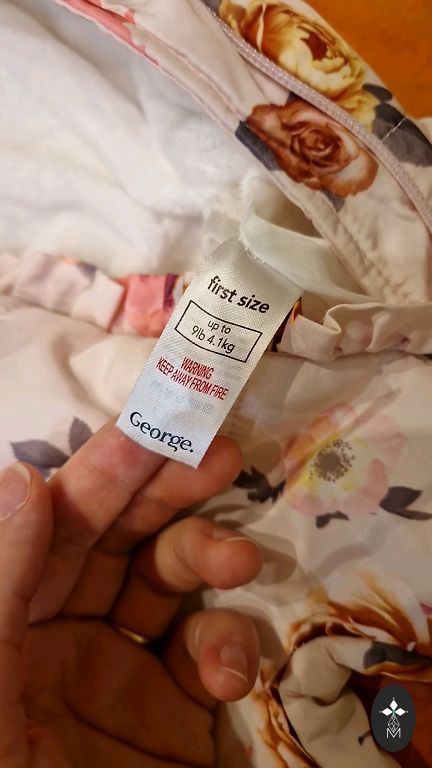 first size
up to
9lb 4.1kg
WARNING
KEEP AWAY FROM FIRE
George.